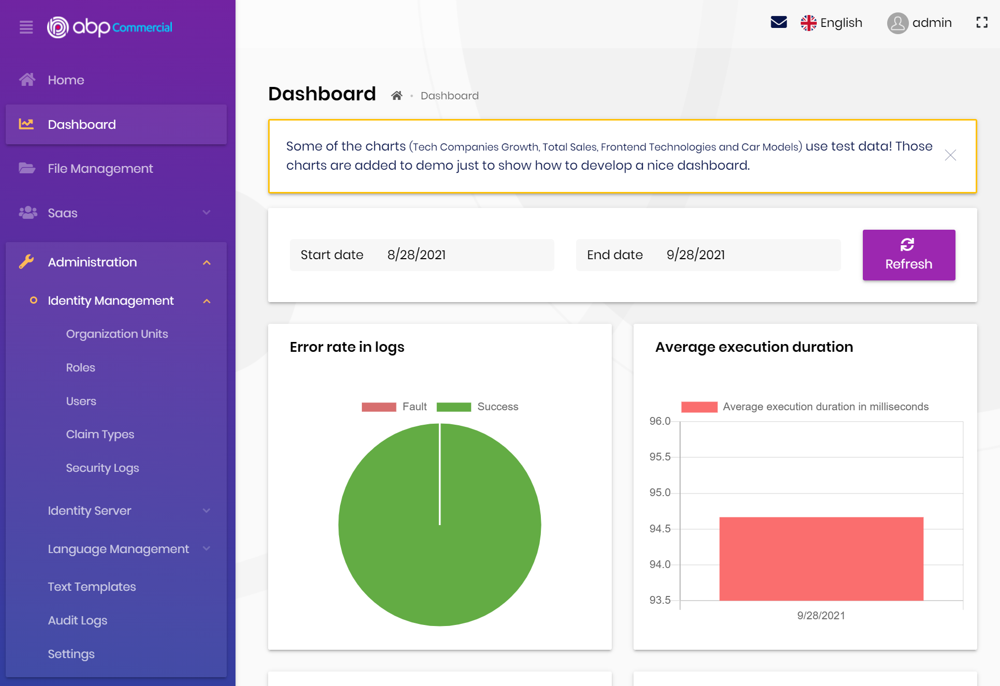 abp Commercial
Home
Dashboard
File Management
Saas
Administration
Identity Management
Organization Units
Roles
Users
Claim Types
Security Logs
Identity Server
Language Management
Text Templates
Audit Logs
Settings
English
admin
Dashboard
Dashboard
Some of the charts (Tech Companies Growth, Total Sales, Frontend Technologies and Car Models) use test data! Those
charts are added to demo just to show how to develop a nice dashboard.
Start date 8/28/2021
End date 9/28/2021
Refresh
Error rate in logs
Fault Success
Average execution duration
Average execution duration in milliseconds
96.0
95.5
95.0
94.5
94.0
93.5
9/28/2021